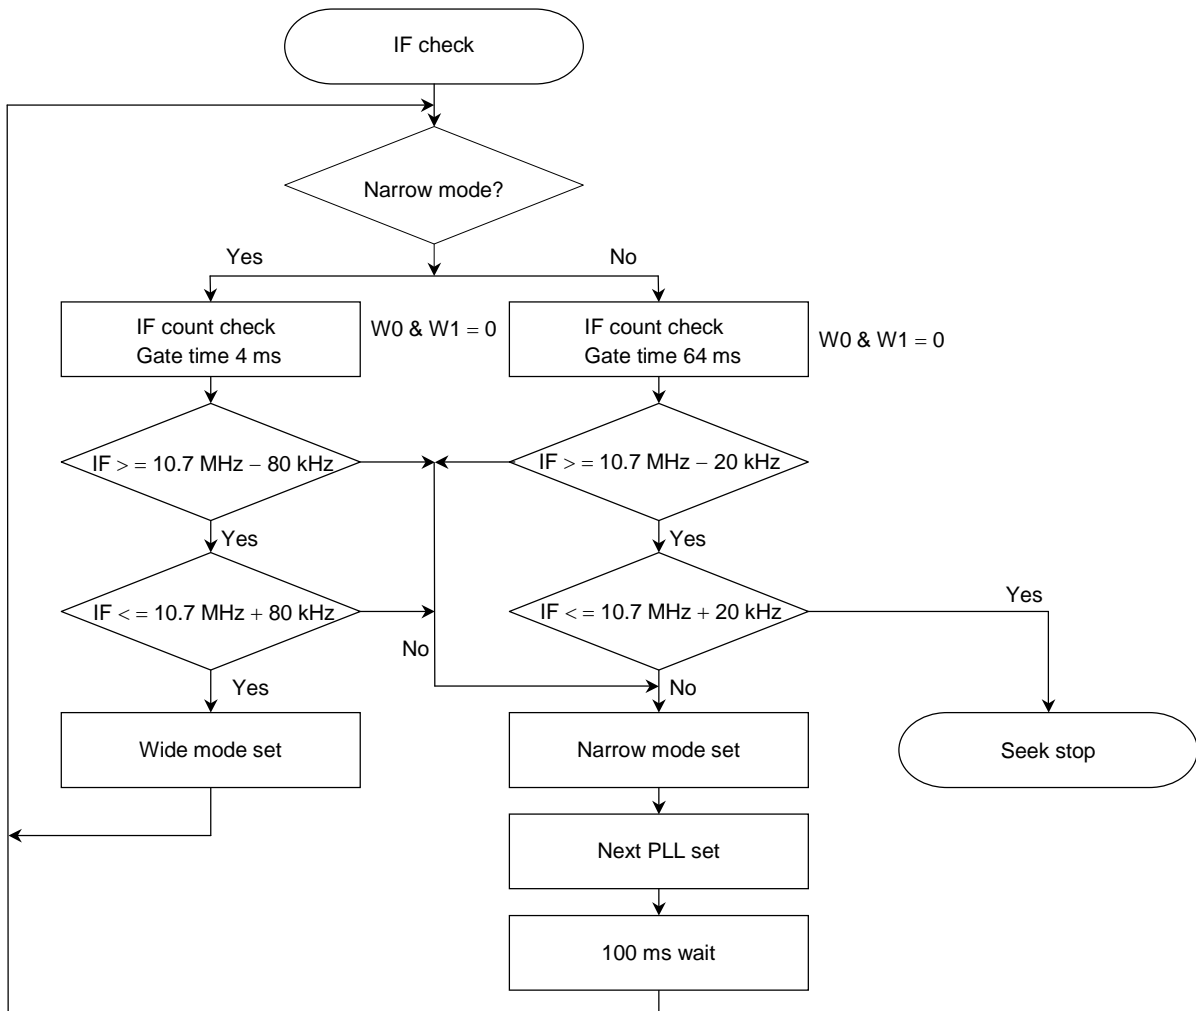 IF check
Narrow mode?
Yes
No
IF count check
Gate time 4 ms
W0 & W1 = 0
IF count check
Gate time 64 ms
W0 & W1 = 0
IF > = 10.7 MHz − 80 kHz
IF > = 10.7 MHz − 20 kHz
Yes
Yes
IF < = 10.7 MHz + 80 kHz
IF < = 10.7 MHz + 20 kHz
Yes
No
Yes
No
Wide mode set
Narrow mode set
Seek stop
Next PLL set
100 ms wait